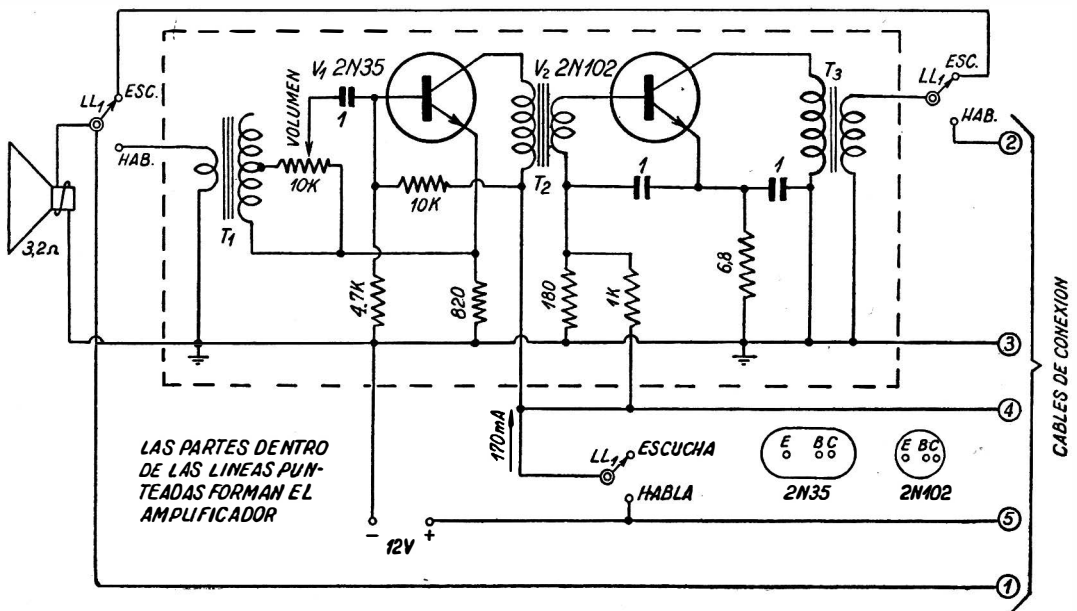 ESC.
LL1
HAB.
3,2Ω
T1
VOLUMEN
10K
V1 2N35
1
10K
4.7K
820
V2 2N102
T2
1
180
1K
6,8
1
T3
ESC.
LL1
HAB.
2
3
4
5
1
CABLES DE CONEXION
170mA
LL1
ESCUCHA
HABLA
- 12V +
E B C
2N35
E B C
2N102
LAS PARTES DENTRO
DE LAS LINEAS PUN-
TEADAS FORMAN EL
AMPLIFICADOR